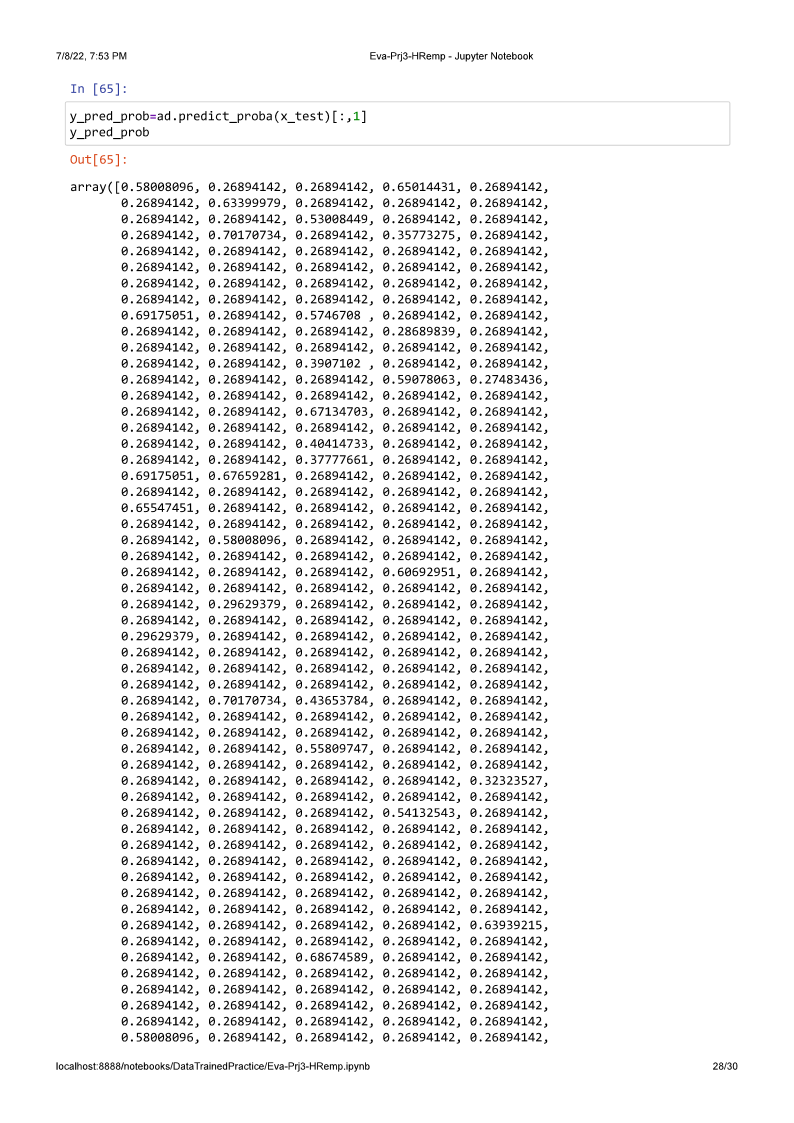 7/8/22, 7:53 PM Eva-Prj3-HRemp - Jupyter Notebook
In [65]:
y_pred_prob=ad.predict_proba(x_test)[:,1]
y_pred_prob
Out[65]:
array([0.58008096, 0.26894142, 0.26894142, 0.65014431, 0.26894142,
0.26894142, 0.63399979, 0.26894142, 0.26894142, 0.26894142,
0.26894142, 0.26894142, 0.53008449, 0.26894142, 0.26894142,
0.26894142, 0.70170734, 0.26894142, 0.35773275, 0.26894142,
0.26894142, 0.26894142, 0.26894142, 0.26894142, 0.26894142,
0.26894142, 0.26894142, 0.26894142, 0.26894142, 0.26894142,
0.26894142, 0.26894142, 0.26894142, 0.26894142, 0.26894142,
0.26894142, 0.26894142, 0.26894142, 0.26894142, 0.26894142,
0.69175051, 0.26894142, 0.5746708 , 0.26894142, 0.26894142,
0.26894142, 0.26894142, 0.26894142, 0.28689839, 0.26894142,
0.26894142, 0.26894142, 0.26894142, 0.26894142, 0.26894142,
0.26894142, 0.26894142, 0.3907102 , 0.26894142, 0.26894142,
0.26894142, 0.26894142, 0.26894142, 0.59078063, 0.27483436,
0.26894142, 0.26894142, 0.26894142, 0.26894142, 0.26894142,
0.26894142, 0.26894142, 0.67134703, 0.26894142, 0.26894142,
0.26894142, 0.26894142, 0.26894142, 0.26894142, 0.26894142,
0.26894142, 0.26894142, 0.40414733, 0.26894142, 0.26894142,
0.26894142, 0.26894142, 0.37777661, 0.26894142, 0.26894142,
0.69175051, 0.67659281, 0.26894142, 0.26894142, 0.26894142,
0.26894142, 0.26894142, 0.26894142, 0.26894142, 0.26894142,
0.65547451, 0.26894142, 0.26894142, 0.26894142, 0.26894142,
0.26894142, 0.26894142, 0.26894142, 0.26894142, 0.26894142,
0.26894142, 0.58008096, 0.26894142, 0.26894142, 0.26894142,
0.26894142, 0.26894142, 0.26894142, 0.26894142, 0.26894142,
0.26894142, 0.26894142, 0.26894142, 0.60692951, 0.26894142,
0.26894142, 0.26894142, 0.26894142, 0.26894142, 0.26894142,
0.26894142, 0.29629379, 0.26894142, 0.26894142, 0.26894142,
0.26894142, 0.26894142, 0.26894142, 0.26894142, 0.26894142,
0.29629379, 0.26894142, 0.26894142, 0.26894142, 0.26894142,
0.26894142, 0.26894142, 0.26894142, 0.26894142, 0.26894142,
0.26894142, 0.26894142, 0.26894142, 0.26894142, 0.26894142,
0.26894142, 0.26894142, 0.26894142, 0.26894142, 0.26894142,
0.26894142, 0.70170734, 0.43653784, 0.26894142, 0.26894142,
0.26894142, 0.26894142, 0.26894142, 0.26894142, 0.26894142,
0.26894142, 0.26894142, 0.26894142, 0.26894142, 0.26894142,
0.26894142, 0.26894142, 0.55809747, 0.26894142, 0.26894142,
0.26894142, 0.26894142, 0.26894142, 0.26894142, 0.26894142,
0.26894142, 0.26894142, 0.26894142, 0.26894142, 0.32323527,
0.26894142, 0.26894142, 0.26894142, 0.26894142, 0.26894142,
0.26894142, 0.26894142, 0.26894142, 0.54132543, 0.26894142,
0.26894142, 0.26894142, 0.26894142, 0.26894142, 0.26894142,
0.26894142, 0.26894142, 0.26894142, 0.26894142, 0.26894142,
0.26894142, 0.26894142, 0.26894142, 0.26894142, 0.26894142,
0.26894142, 0.26894142, 0.26894142, 0.26894142, 0.26894142,
0.26894142, 0.26894142, 0.26894142, 0.26894142, 0.26894142,
0.26894142, 0.26894142, 0.26894142, 0.26894142, 0.26894142,
0.26894142, 0.26894142, 0.26894142, 0.26894142, 0.63939215,
0.26894142, 0.26894142, 0.26894142, 0.26894142, 0.26894142,
0.26894142, 0.26894142, 0.68674589, 0.26894142, 0.26894142,
0.26894142, 0.26894142, 0.26894142, 0.26894142, 0.26894142,
0.26894142, 0.26894142, 0.26894142, 0.26894142, 0.26894142,
0.26894142, 0.26894142, 0.26894142, 0.26894142, 0.26894142,
0.26894142, 0.26894142, 0.26894142, 0.26894142, 0.26894142,
0.58008096, 0.26894142, 0.26894142, 0.26894142, 0.26894142,
localhost:8888/notebooks/DataTrainedPractice/Eva-Prj3-HRemp.ipynb 28/30